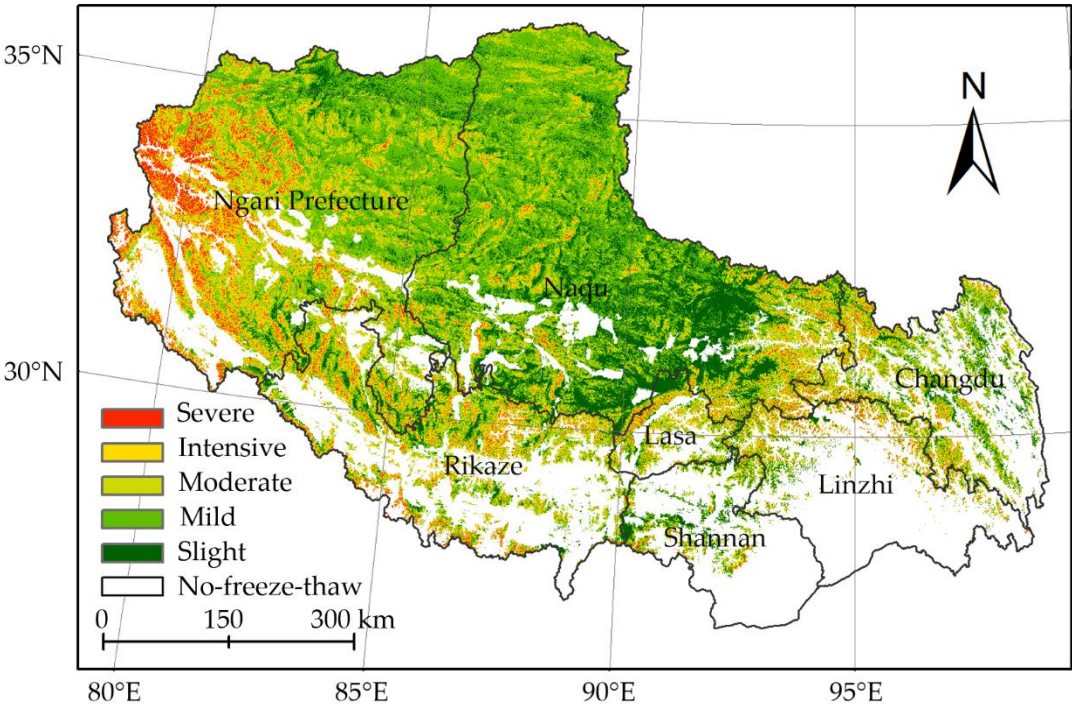 35°N
N
Ngari Prefecture
Naqu
30°N
Changdu
Severe
Intensive
Lasa
Rikaze
Moderate
Linzhi
Mild
Shannan
Slight
No-freeze-thaw
0 150 300 km
80°E 85°E 90°E 95°E